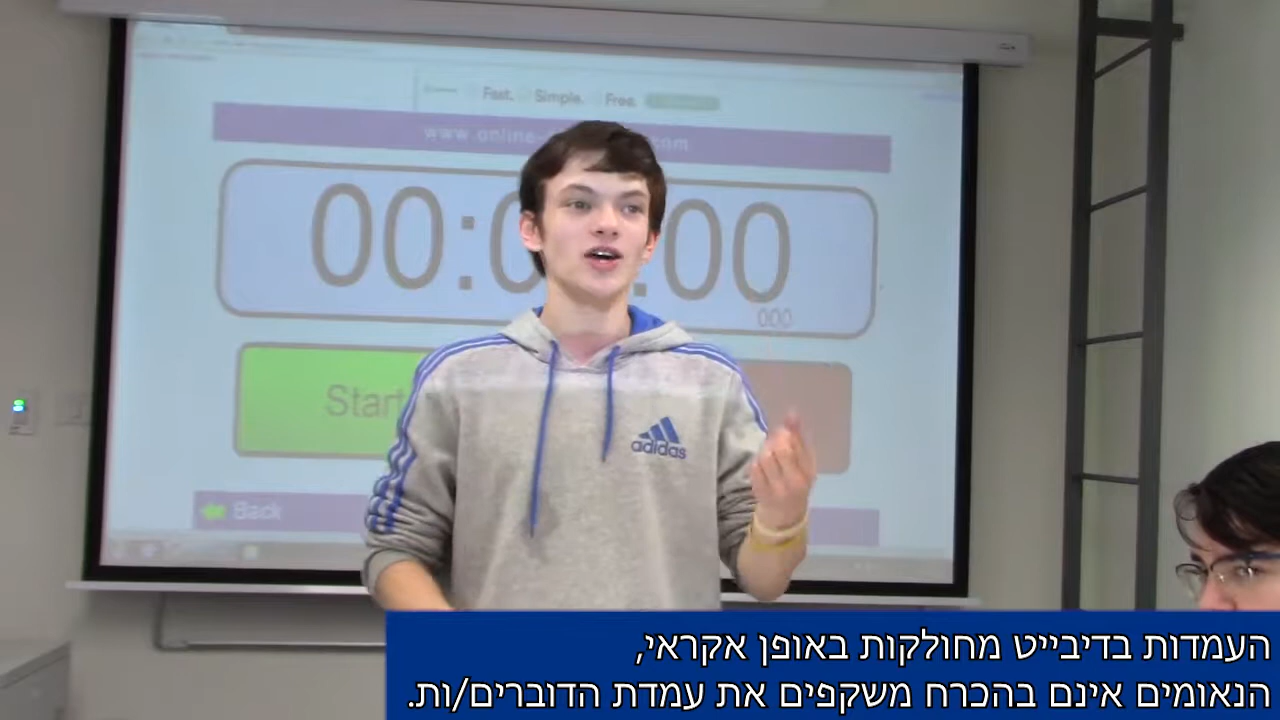 Fast. Simple. Free.
www.online-
com
00:0
00
000
Start
adidas
Back
העמדות בדיבייט מחולקות באופן אקראי,
הנאומים אינם בהכרח משקפים את עמדת הדוברים/ות.